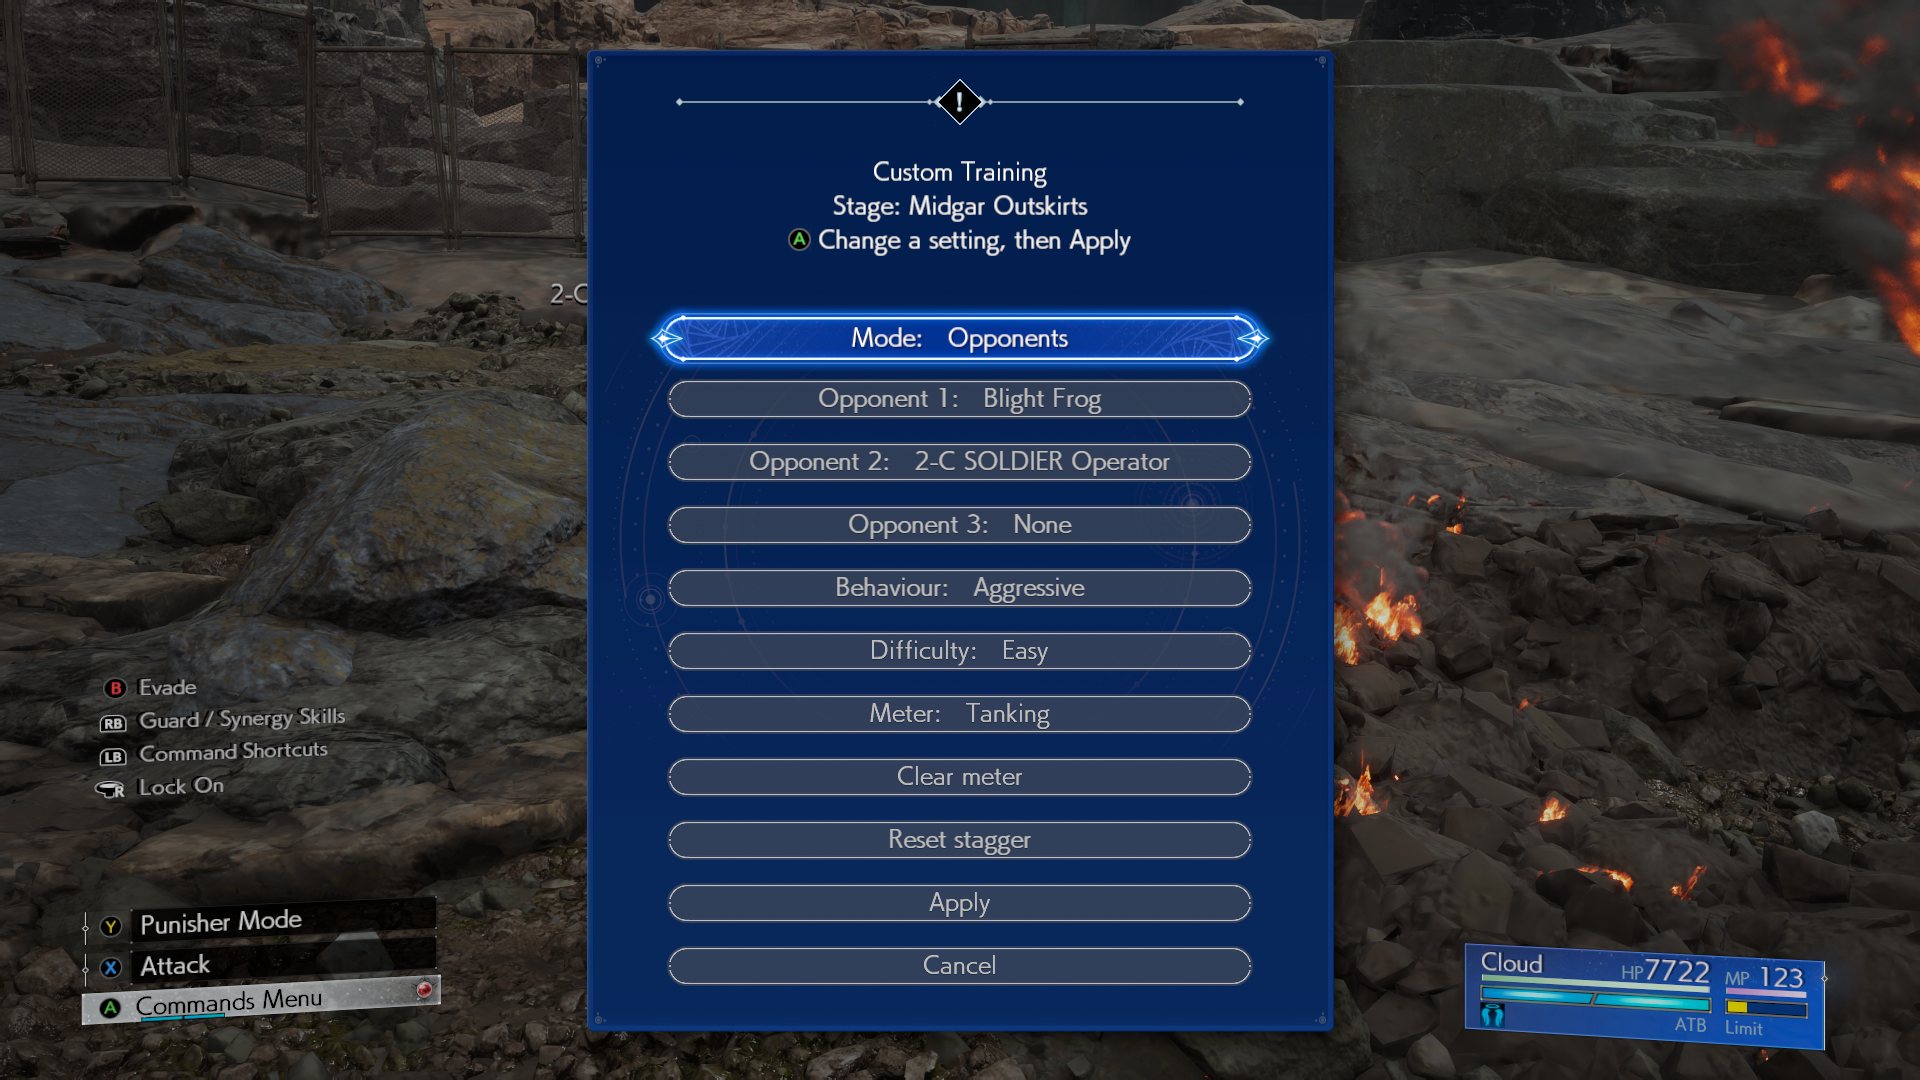 !
Custom Training
Stage: Midgar Outskirts
A Change a setting, then Apply
2-C
Mode: Opponents
Opponent 1: Blight Frog
Opponent 2: 2-C SOLDIER Operator
Opponent 3: None
Behaviour: Aggressive
Difficulty: Easy
Meter: Tanking
Clear meter
Reset stagger
Apply
Cancel
B Evade
RB Guard / Synergy Skills
LB Command Shortcuts
R Lock On
Y Punisher Mode
X Attack
A Commands Menu
Cloud HP 7722 MP 123
ATB Limit